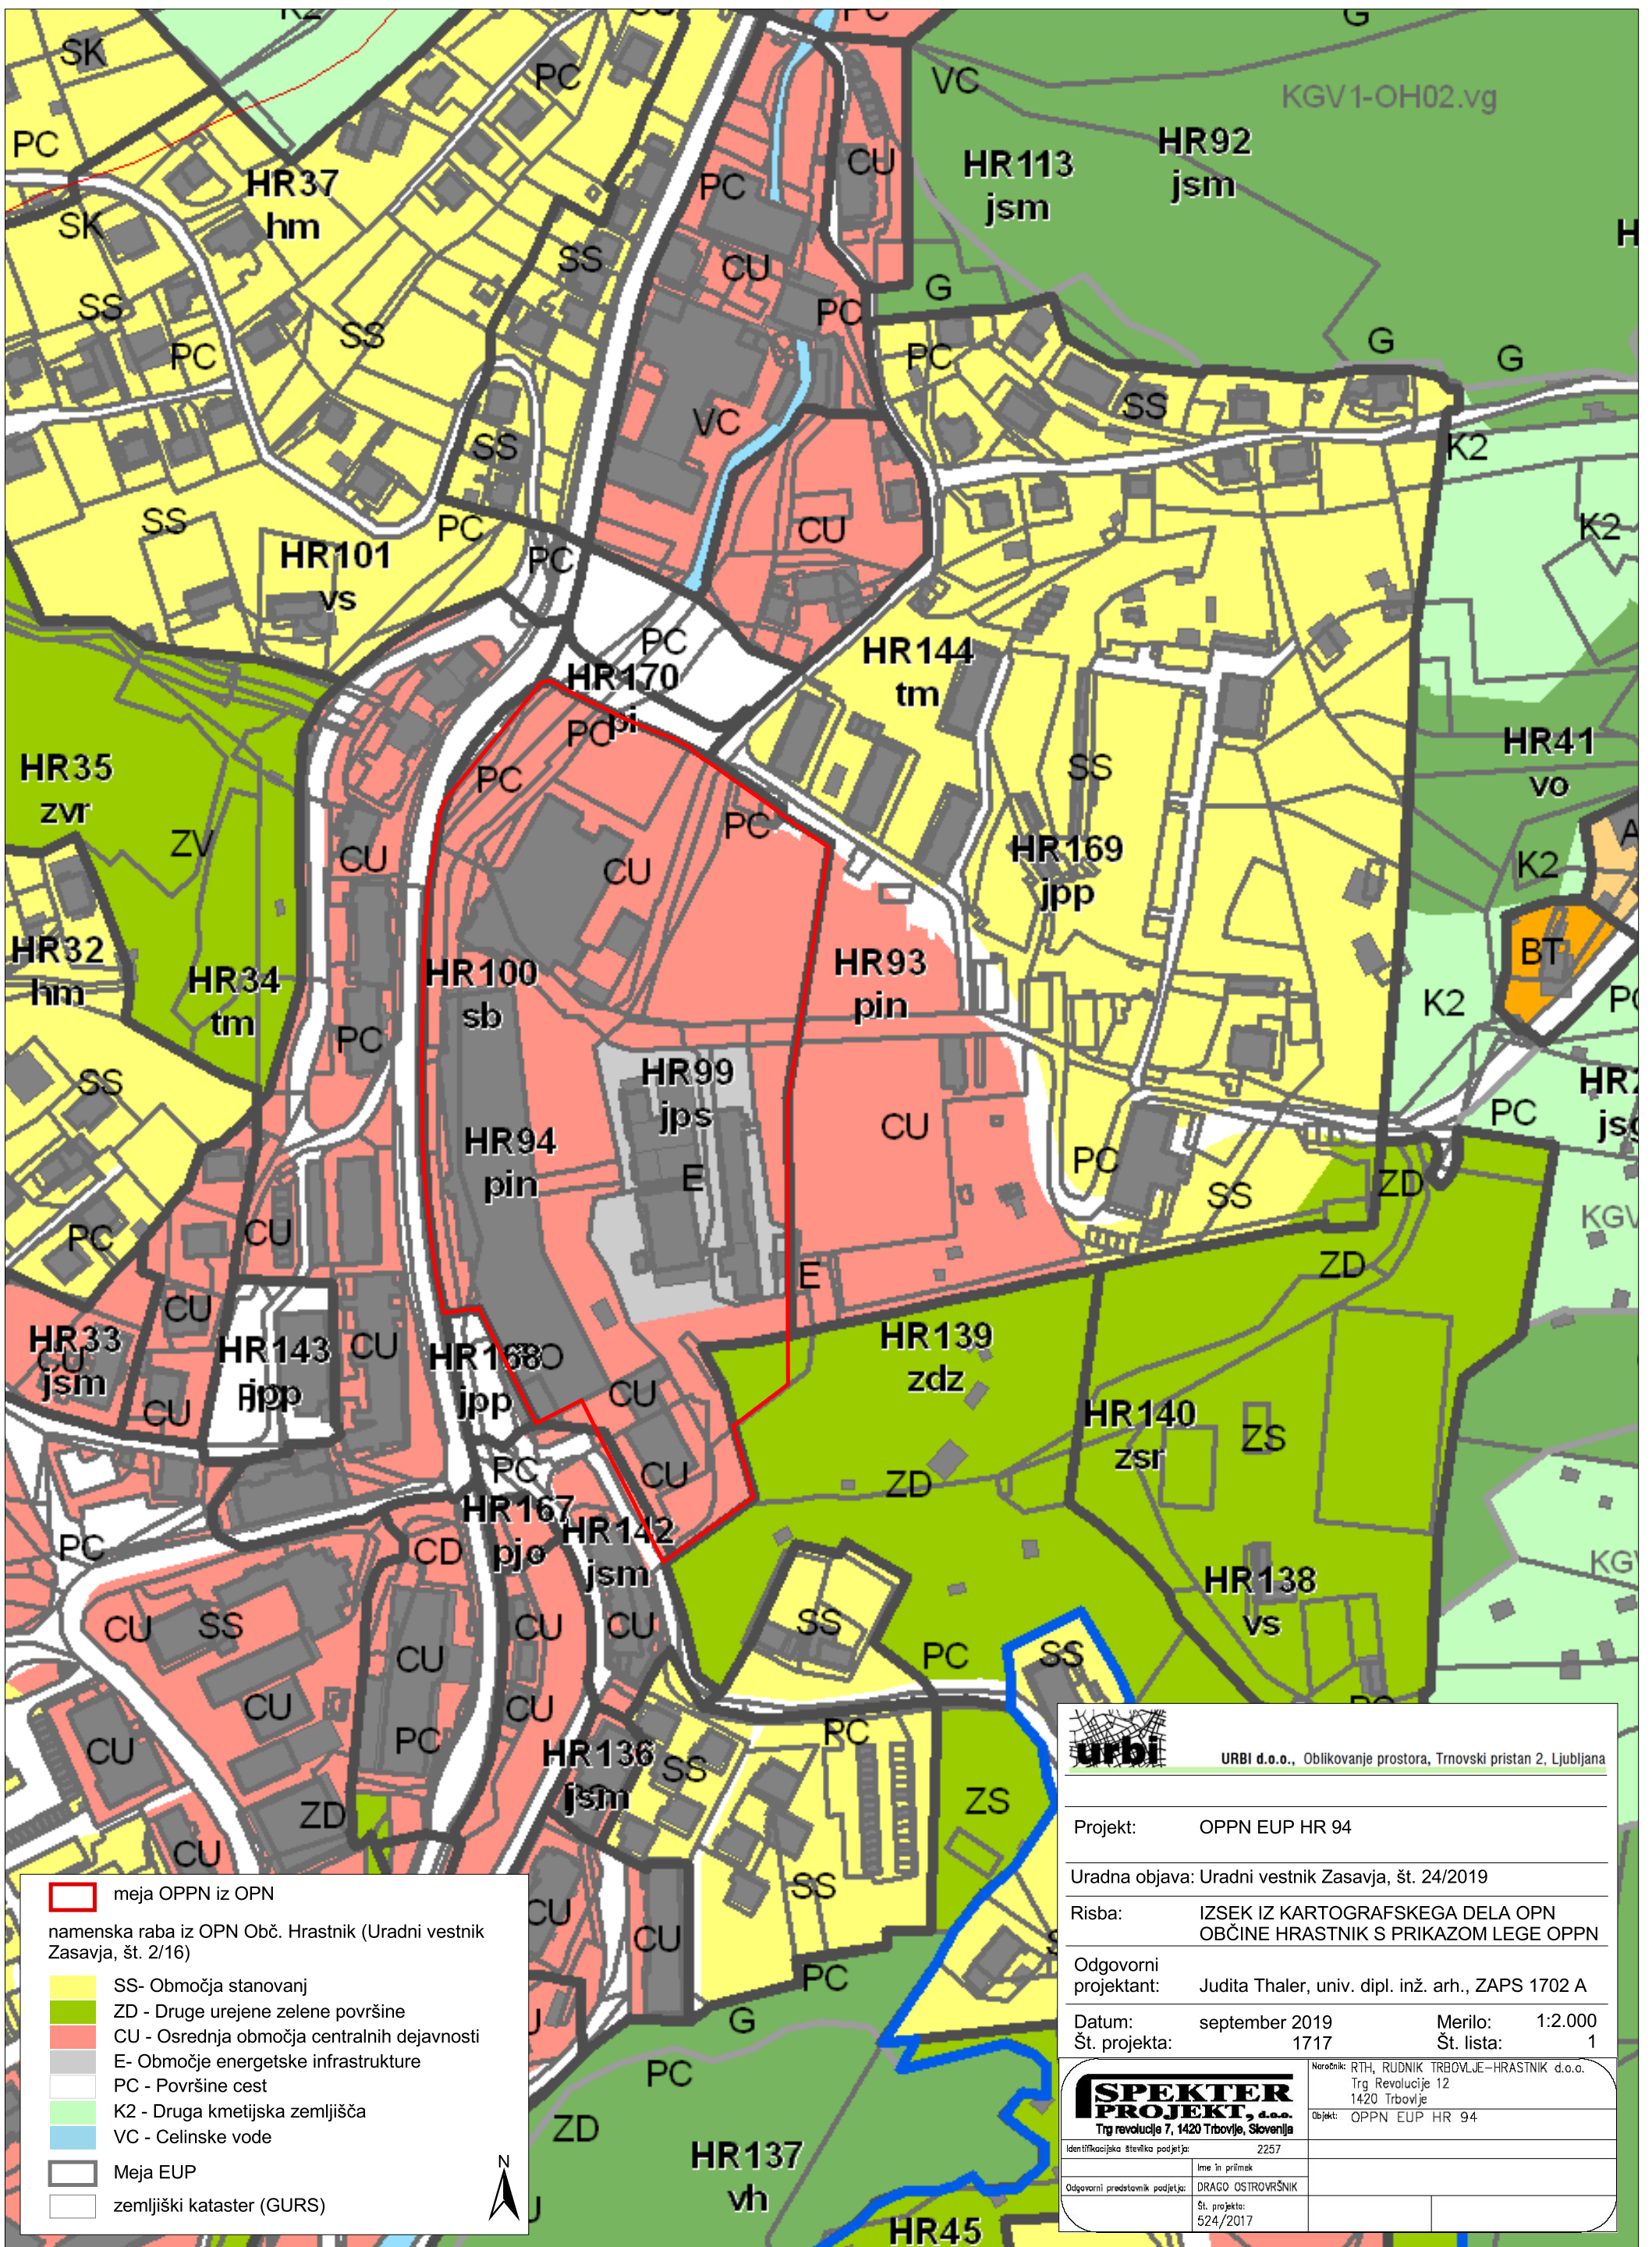 K2
SS
PC
G
SK
PC
VC
KGV1-OH02.vg
PC
HR37
hm
PC
CU
HR113
jsm
HR92
jsm
H
SK
SS
CU
G
SS
SS
PC
PC
PC
G
G
SS
SS
VC
K2
SS
CU
K2
PC
HR101
vs
PC
PC
HR144
tm
HR170
pi
PC
HR35
zvr
PC
SS
HR41
vo
ZV
CU
PC
CU
HR169
jpp
K2
A
HR32
hm
HR34
tm
HR100
sb
HR93
pin
BT
K2
PC
SS
PC
HR99
jps
CU
PC
HR94
pin
E
PC
SS
ZD
KGV
PC
CU
E
ZD
CU
HR33
CU
jsm
HR143
jpp
CU
HR168
jpp
CU
HR139
zdz
CU
HR140
zsr
ZS
PC
CU
ZD
PC
CD
HR167
pjo
HR142
jsm
HR138
vs
CU
SS
CU
CU
CU
SS
PC
SS
CU
CU
CU
PC
HR136
jsm
SS
PC
ZS
ZD
CU
SS
CU
CU
PC
G
PC
ZD
HR137
vh
HR45
meja OPPN iz OPN
namenska raba iz OPN Obč. Hrastnik (Uradni vestnik
Zasavja, št. 2/16)
SS- Območja stanovanj
ZD - Druge urejene zelene površine
CU - Osrednja območja centralnih dejavnosti
E- Območje energetske infrastrukture
PC - Površine cest
K2 - Druga kmetijska zemljišča
VC - Celinske vode
Meja EUP
zemljiški kataster (GURS)
N
urbi
URBI d.o.o., Oblikovanje prostora, Trnovski pristan 2, Ljubljana
Projekt: OPPN EUP HR 94
Uradna objava: Uradni vestnik Zasavja, št. 24/2019
Risba: IZSEK IZ KARTOGRAFSKEGA DELA OPN
OBČINE HRASTNIK S PRIKAZOM LEGE OPPN
Odgovorni
projektant: Judita Thaler, univ. dipl. inž. arh., ZAPS 1702 A
Datum: september 2019 Merilo: 1:2.000
Št. projekta: 1717 Št. lista: 1
SPEKTER
PROJEKT, d.o.o.
Trg revolucije 7, 1420 Trbovlje, Slovenija
Naročnik: RTH, RUDNIK TRBOVLJE-HRASTNIK d.o.o.
Trg Revolucije 12
1420 Trbovlje
Objekt: OPPN EUP HR 94
Identifikacijska številka podjetja: 2257
Ime in priimek
Odgovorni predstavnik podjetja: DRAGO OSTROVRŠNIK
Št. projekta:
524/2017